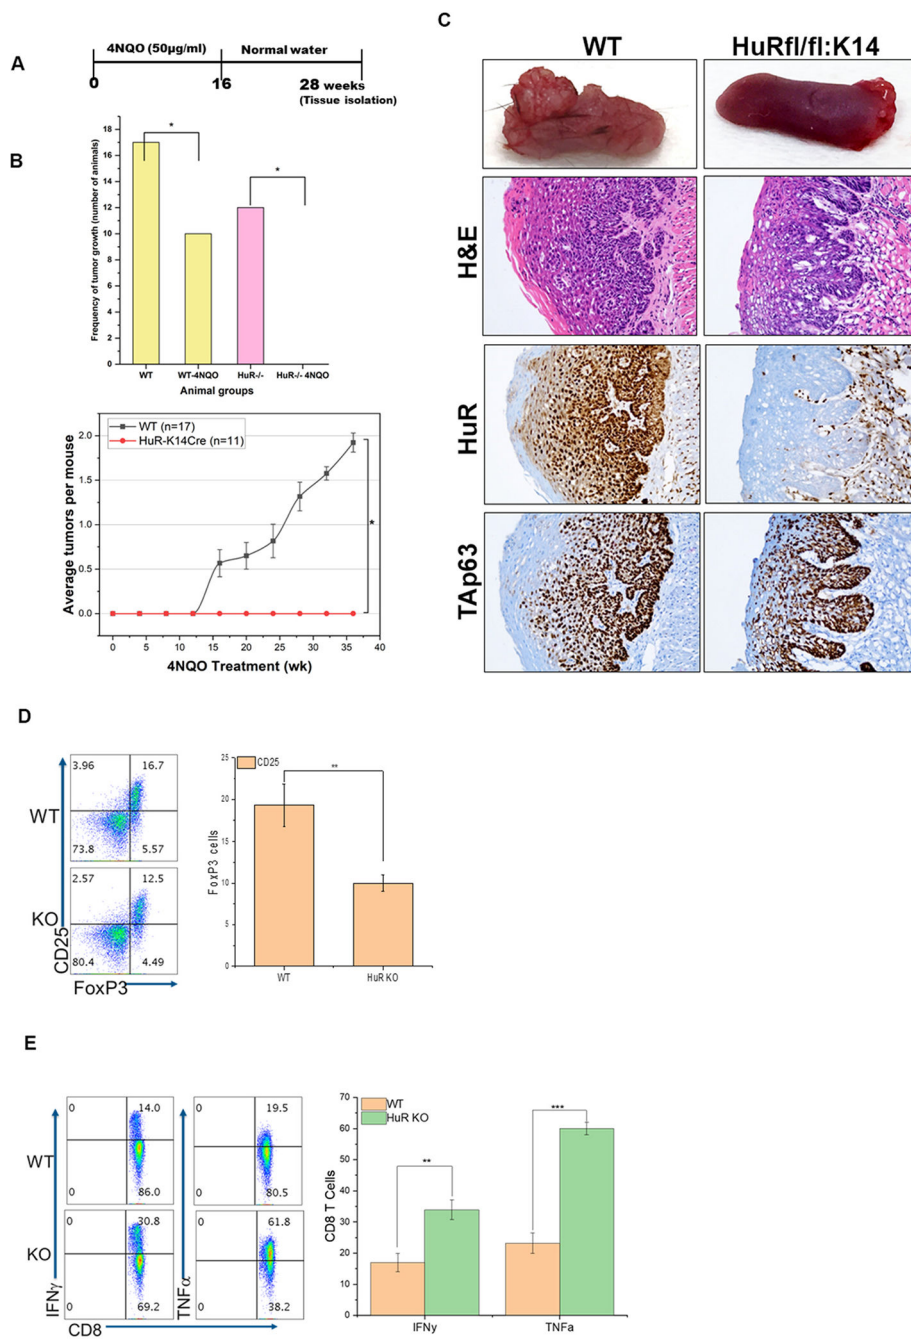 A
4NQO (50µg/ml) Normal water
0 16 28 weeks
(Tissue isolation)
B
Frequency of tumor growth (number of animals)
18
16
14
12
10
8
6
4
2
0
*
*
WT WT-4NQO HuR-/- HuR-/- 4NQO
Animal groups
WT (n=17)
HuR-K14Cre (n=11)
Average tumors per mouse
2.0
1.5
1.0
0.5
0.0
*
0 5 10 15 20 25 30 35 40
4NQO Treatment (wk)
C
WT HuRfl/fl:K14
H&E
HuR
TAp63
D
WT
3.96 16.7
73.8 5.57
KO
2.57 12.5
80.4 4.49
CD25
FoxP3
CD25
**
FoxP3 cells
25
20
15
10
5
0
WT HuR KO
E
WT
0 14.0
0 86.0
0 19.5
0 80.5
KO
0 30.8
0 69.2
0 61.8
0 38.2
IFNγ
TNFα
CD8
WT
HuR KO
**
***
CD8 T Cells
70
60
50
40
30
20
10
0
IFNy TNFa